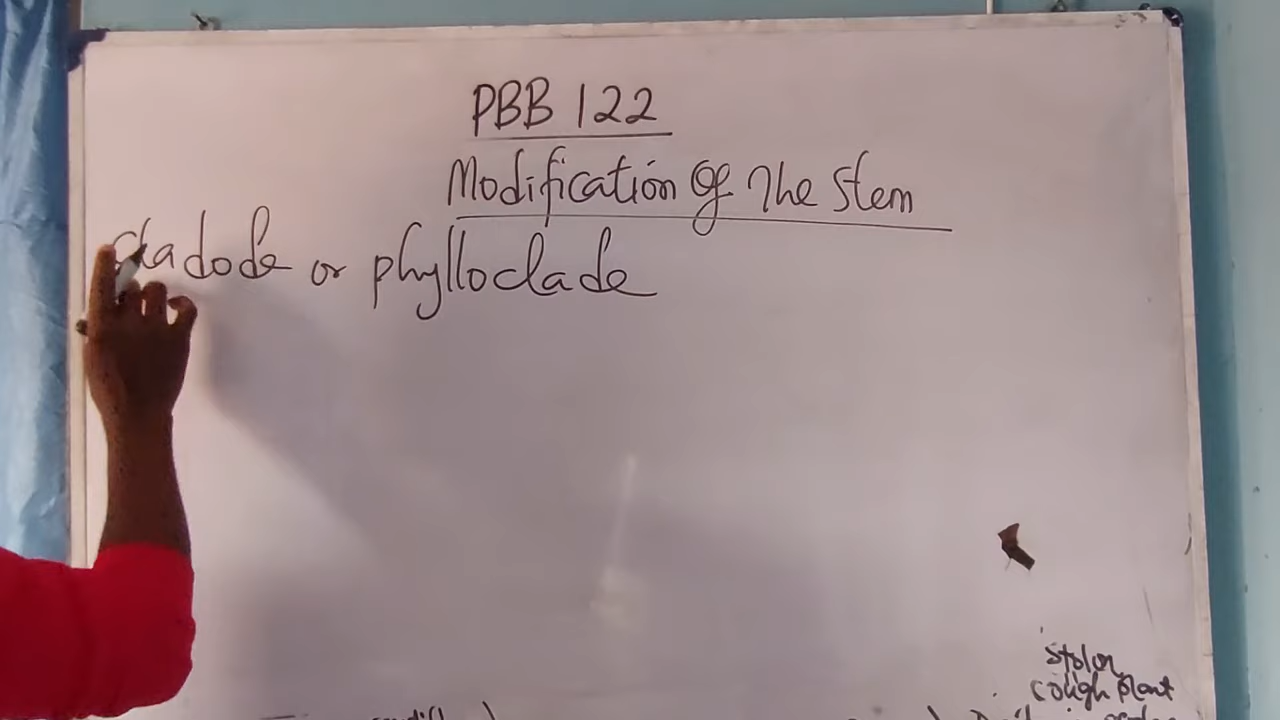 PBB 122
Modification Of The Stem
cladode or phylloclade
stolon
cough plant